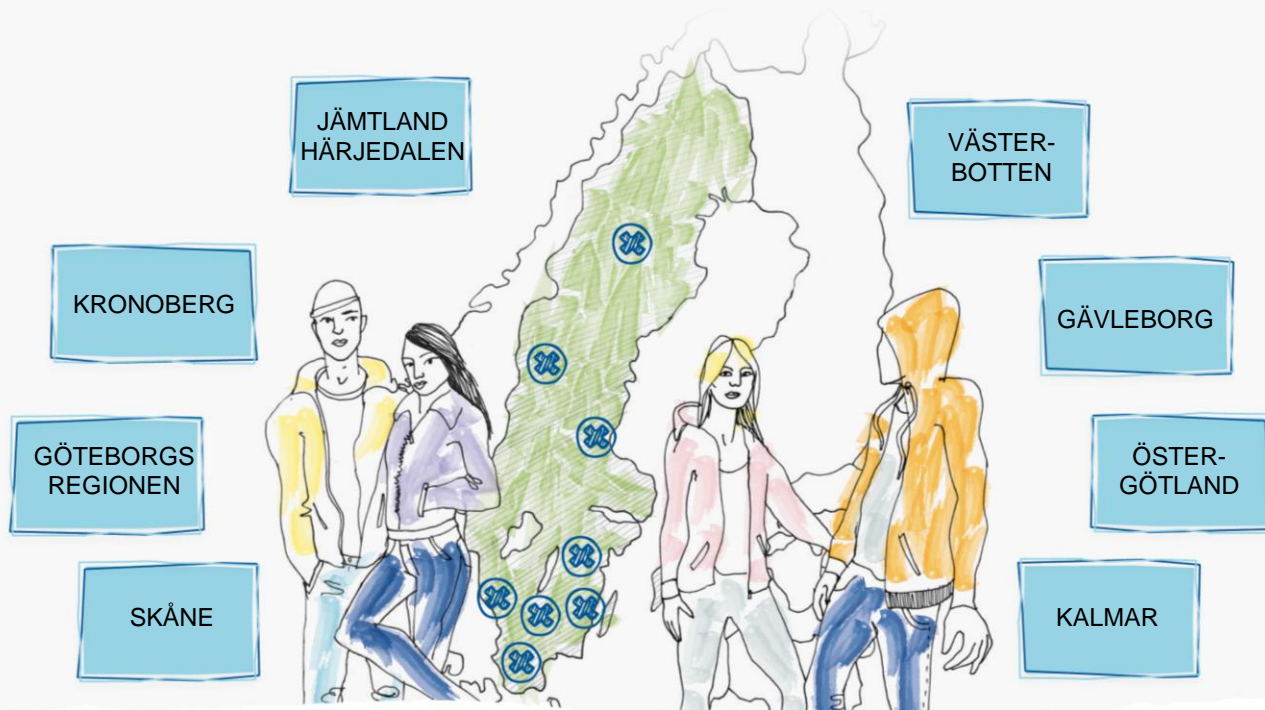 JÄMTLAND
HÄRJEDALEN
VÄSTER-
BOTTEN
KRONOBERG
GÄVLEBORG
GÖTEBORGS
REGIONEN
ÖSTER-
GÖTLAND
SKÅNE
KALMAR